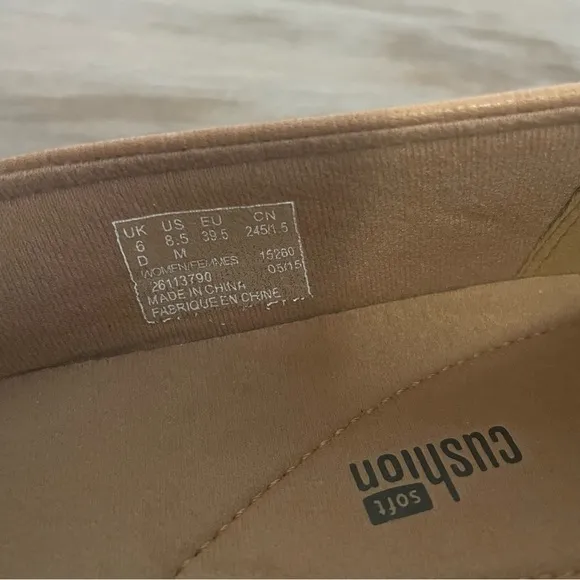 UK US EU CN
6 8.5 39.5 245/1.5
D M
WOMEN/FEMMES 15260
26113790 05/15
MADE IN CHINA
FABRIQUE EN CHINE
cushion
soft